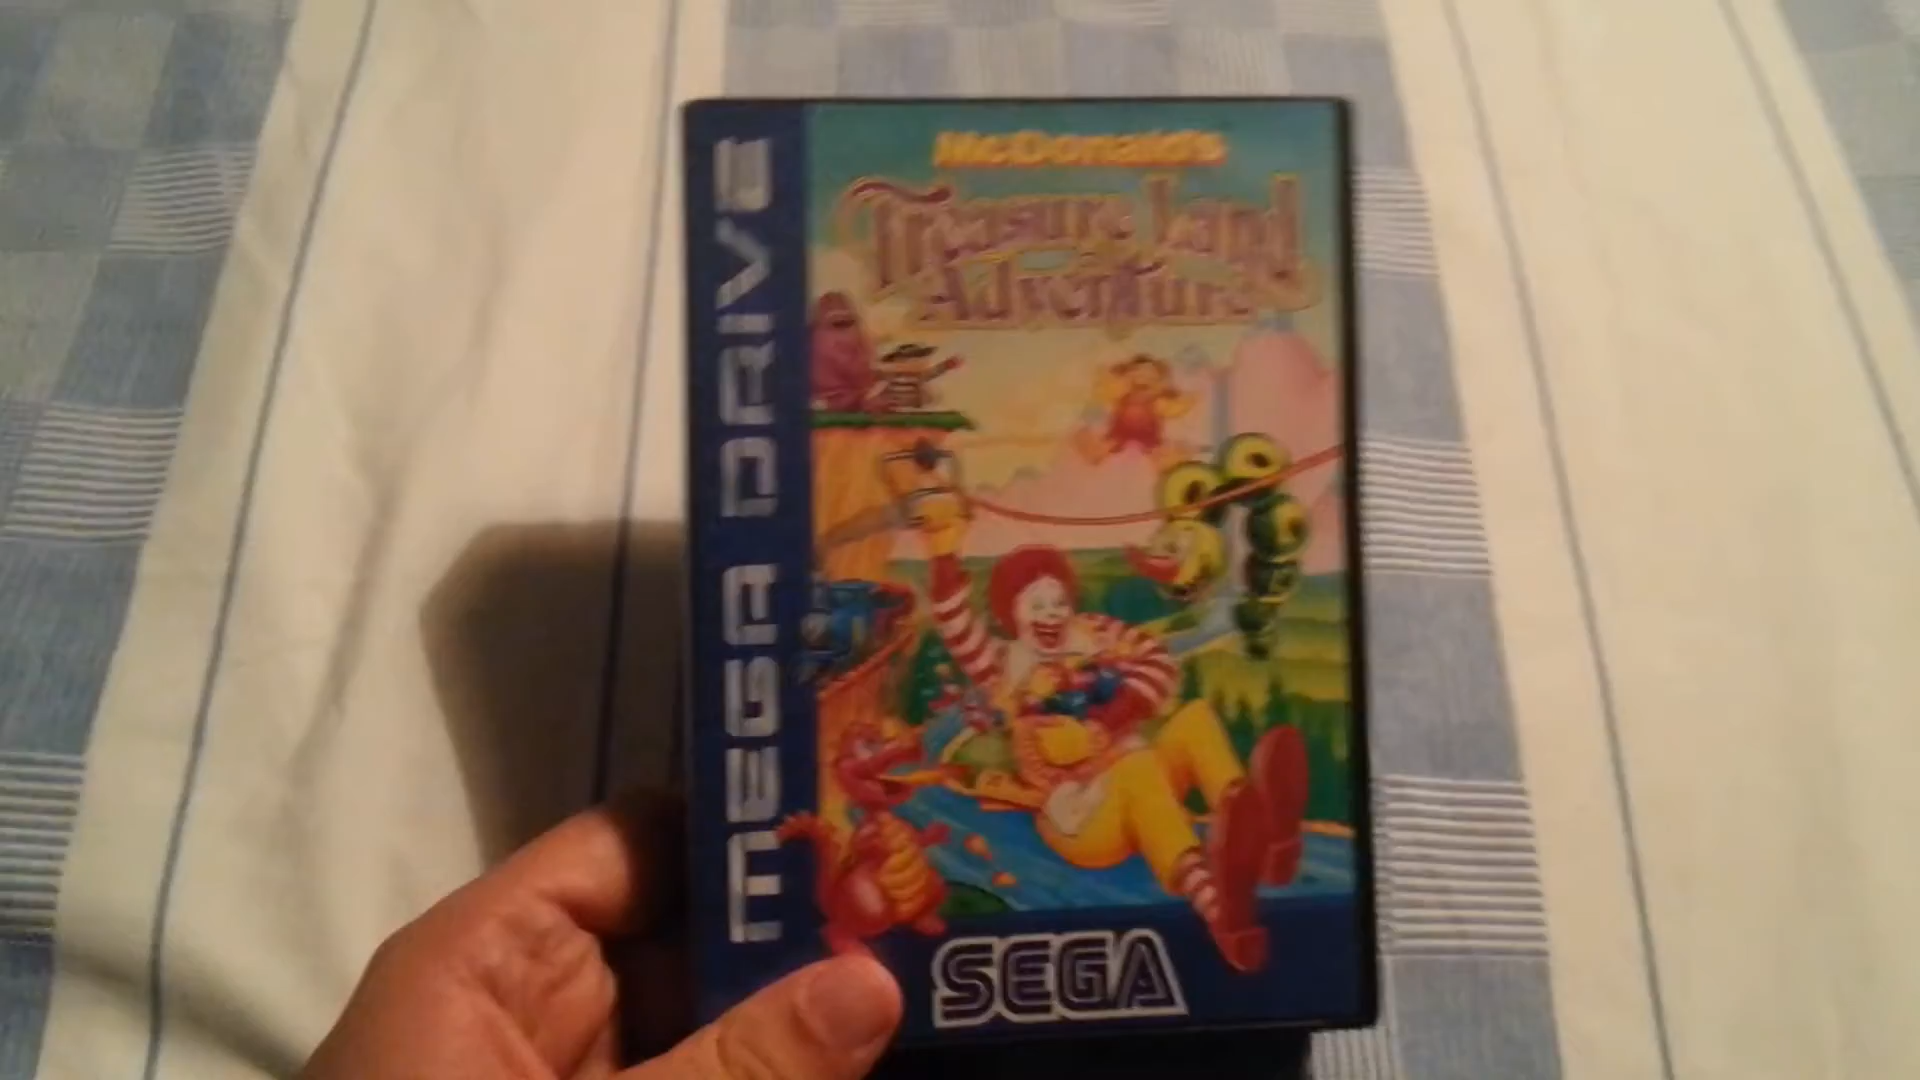 McDonald's
Treasure Land
Adventure
MEGA DRIVE
SEGA